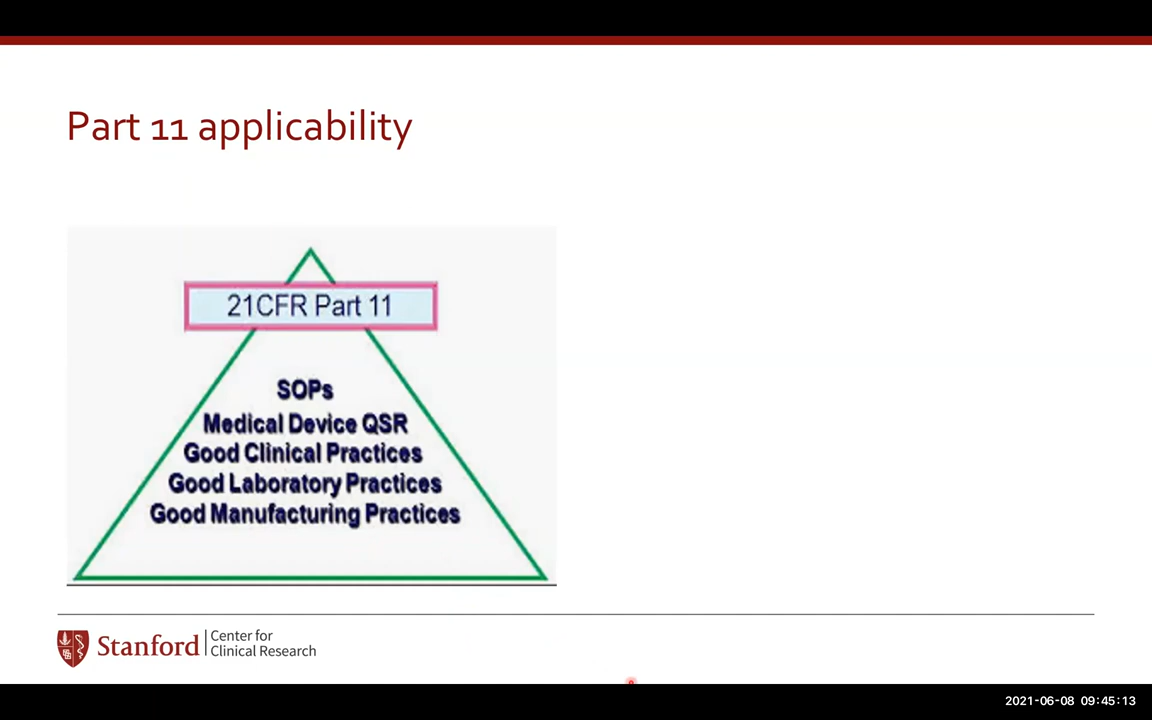 Part 11 applicability
21CFR Part 11
SOPs
Medical Device QSR
Good Clinical Practices
Good Laboratory Practices
Good Manufacturing Practices
Stanford
Center for
Clinical Research
2021-06-08 09:45:13